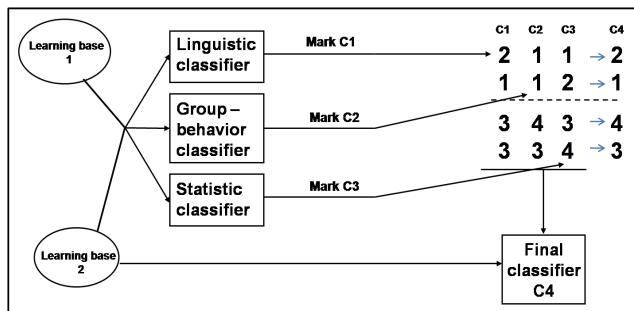 Learning base
1
Linguistic
classifier
Mark C1
Group –
behavior
classifier
Mark C2
Statistic
classifier
Mark C3
Learning base
2
C1 C2 C3 C4
2 1 1 → 2
1 1 2 → 1
3 4 3 → 4
3 3 4 → 3
Final
classifier
C4